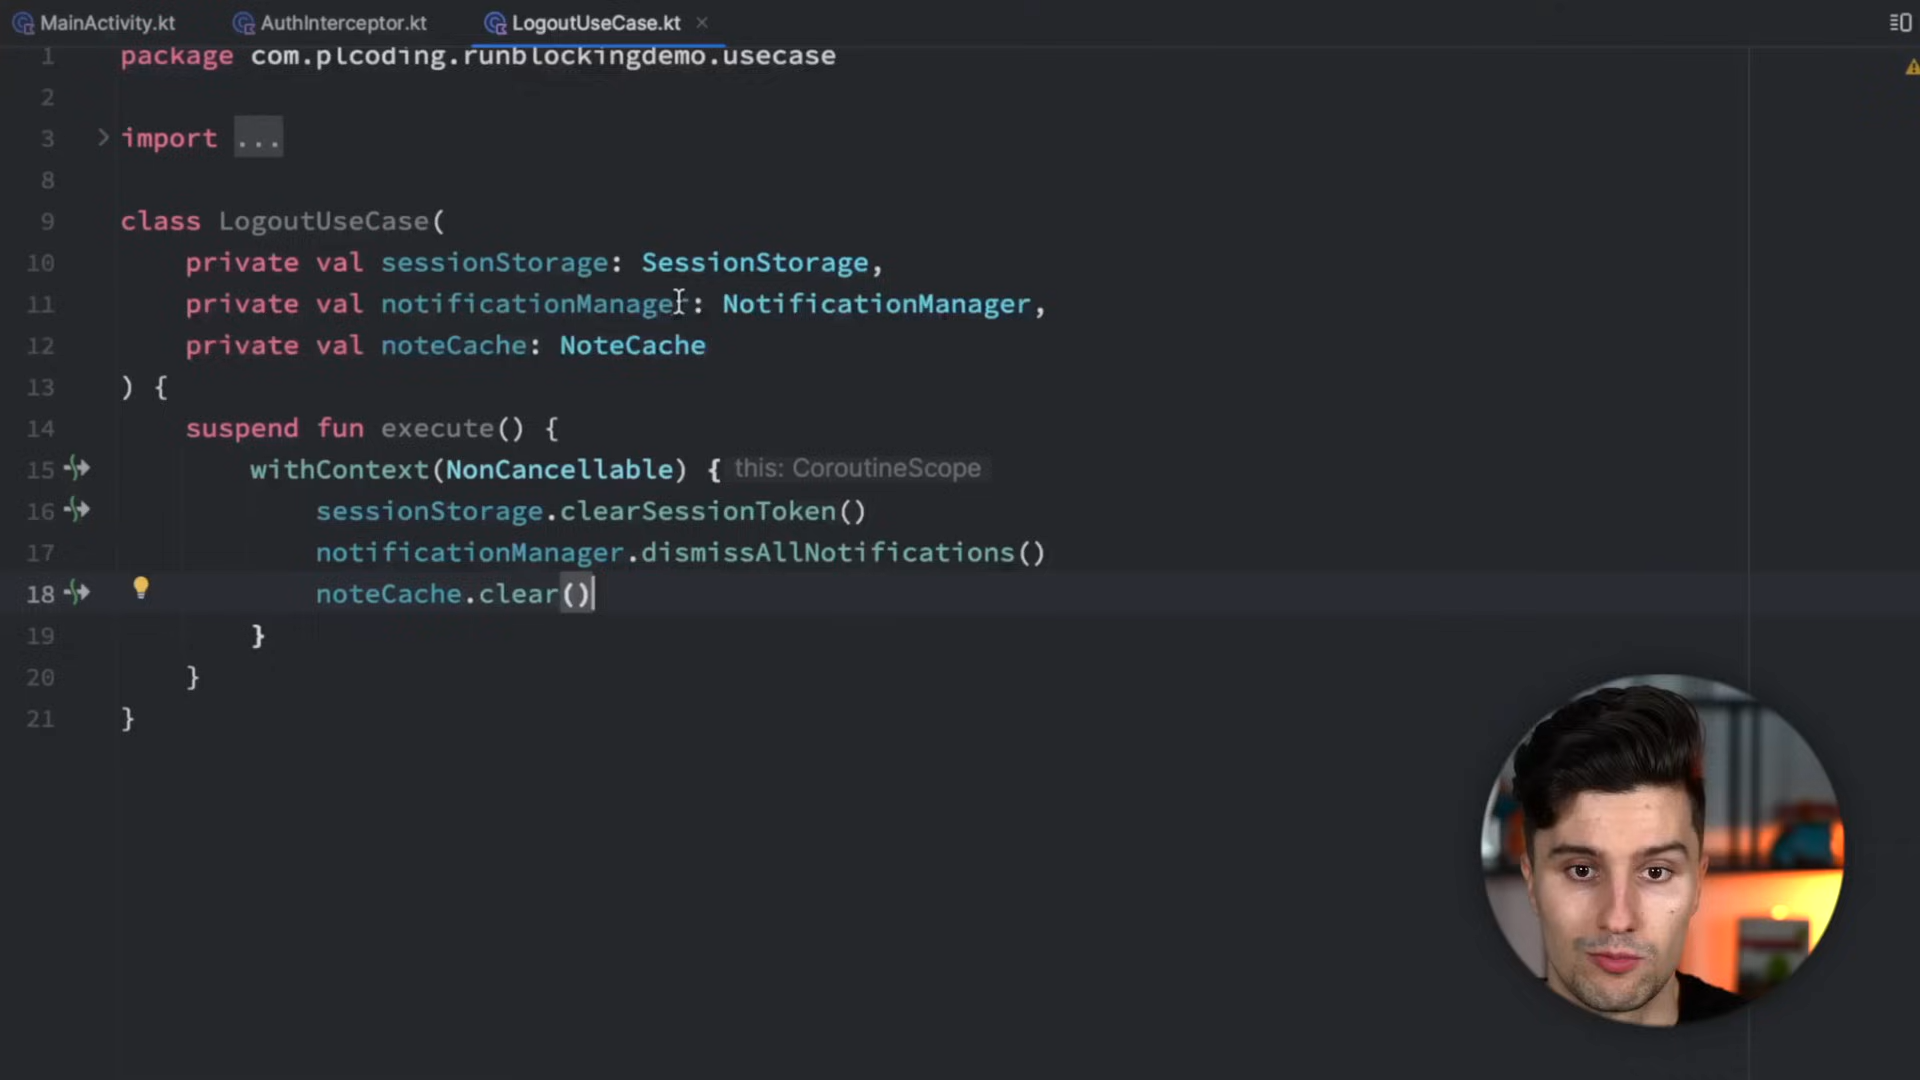 MainActivity.kt AuthInterceptor.kt LogoutUseCase.kt
1 package com.plcoding.runblockingdemo.usecase
2
3 import ...
8
9 class LogoutUseCase(
10 private val sessionStorage: SessionStorage,
11 private val notificationManager: NotificationManager,
12 private val noteCache: NoteCache
13 ) {
14 suspend fun execute() {
15 withContext(NonCancellable) { this: CoroutineScope
16 sessionStorage.clearSessionToken()
17 notificationManager.dismissAllNotifications()
18 noteCache.clear()
19 }
20 }
21 }